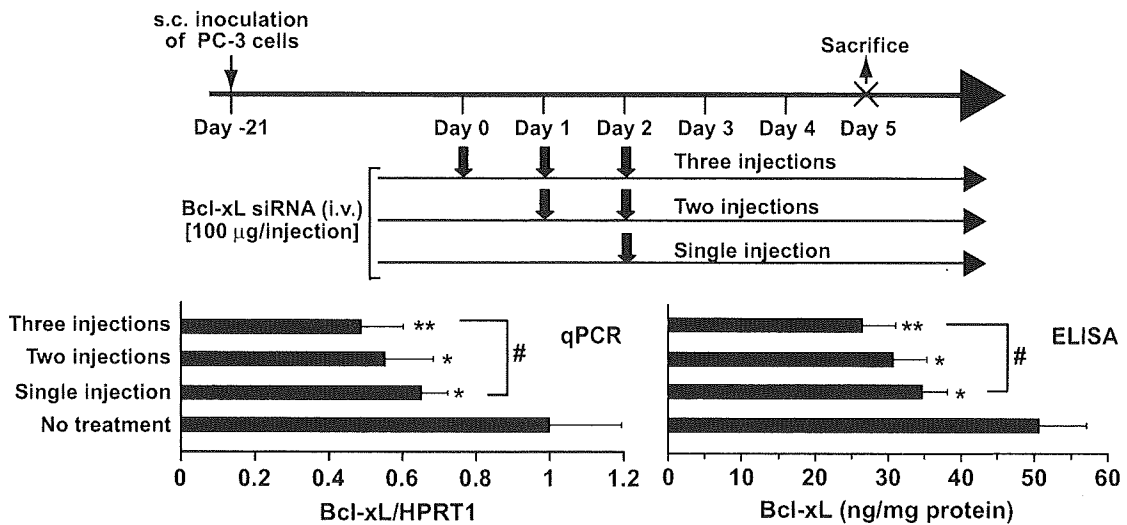 s.c. inoculation
of PC-3 cells
Sacrifice
Day -21
Day 0
Day 1
Day 2
Day 3
Day 4
Day 5
Three injections
Bcl-xL siRNA (i.v.)
[100 μg/injection]
Two injections
Single injection
Three injections
Two injections
Single injection
No treatment
**
*
*
#
qPCR
0 0.2 0.4 0.6 0.8 1 1.2
Bcl-xL/HPRT1
**
*
*
#
ELISA
0 10 20 30 40 50 60
Bcl-xL (ng/mg protein)